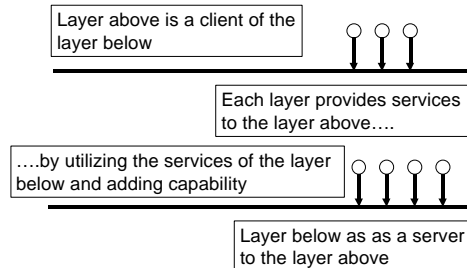 Layer above is a client of the
layer below
Each layer provides services
to the layer above….
….by utilizing the services of the layer
below and adding capability
Layer below as as a server
to the layer above